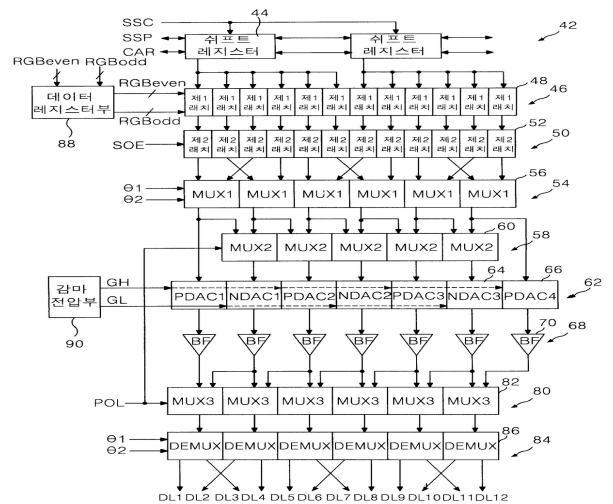 SSC
44
SSP
쉬프트 레지스터
쉬프트 레지스터
42
CAR
RGBeven RGBodd
RGBeven
데이터 레지스터부
88
RGBodd
제1래치 제1래치 제1래치 제1래치 제1래치 제1래치 제1래치 제1래치 제1래치 제1래치 제1래치 제1래치
48
46
SOE
제2래치 제2래치 제2래치 제2래치 제2래치 제2래치 제2래치 제2래치 제2래치 제2래치 제2래치 제2래치
52
50
Θ1
Θ2
MUX1 MUX1 MUX1 MUX1 MUX1 MUX1
56
54
MUX2 MUX2 MUX2 MUX2 MUX2
60
58
감마 전압부
90
GH
GL
PDAC1 NDAC1 PDAC2 NDAC2 PDAC3 NDAC3 PDAC4
64
66
62
BF BF BF BF BF BF BF
70
68
POL
MUX3 MUX3 MUX3 MUX3 MUX3 MUX3
82
80
Θ1
Θ2
DEMUX DEMUX DEMUX DEMUX DEMUX DEMUX
86
84
DL1 DL2 DL3 DL4 DL5 DL6 DL7 DL8 DL9 DL10 DL11 DL12